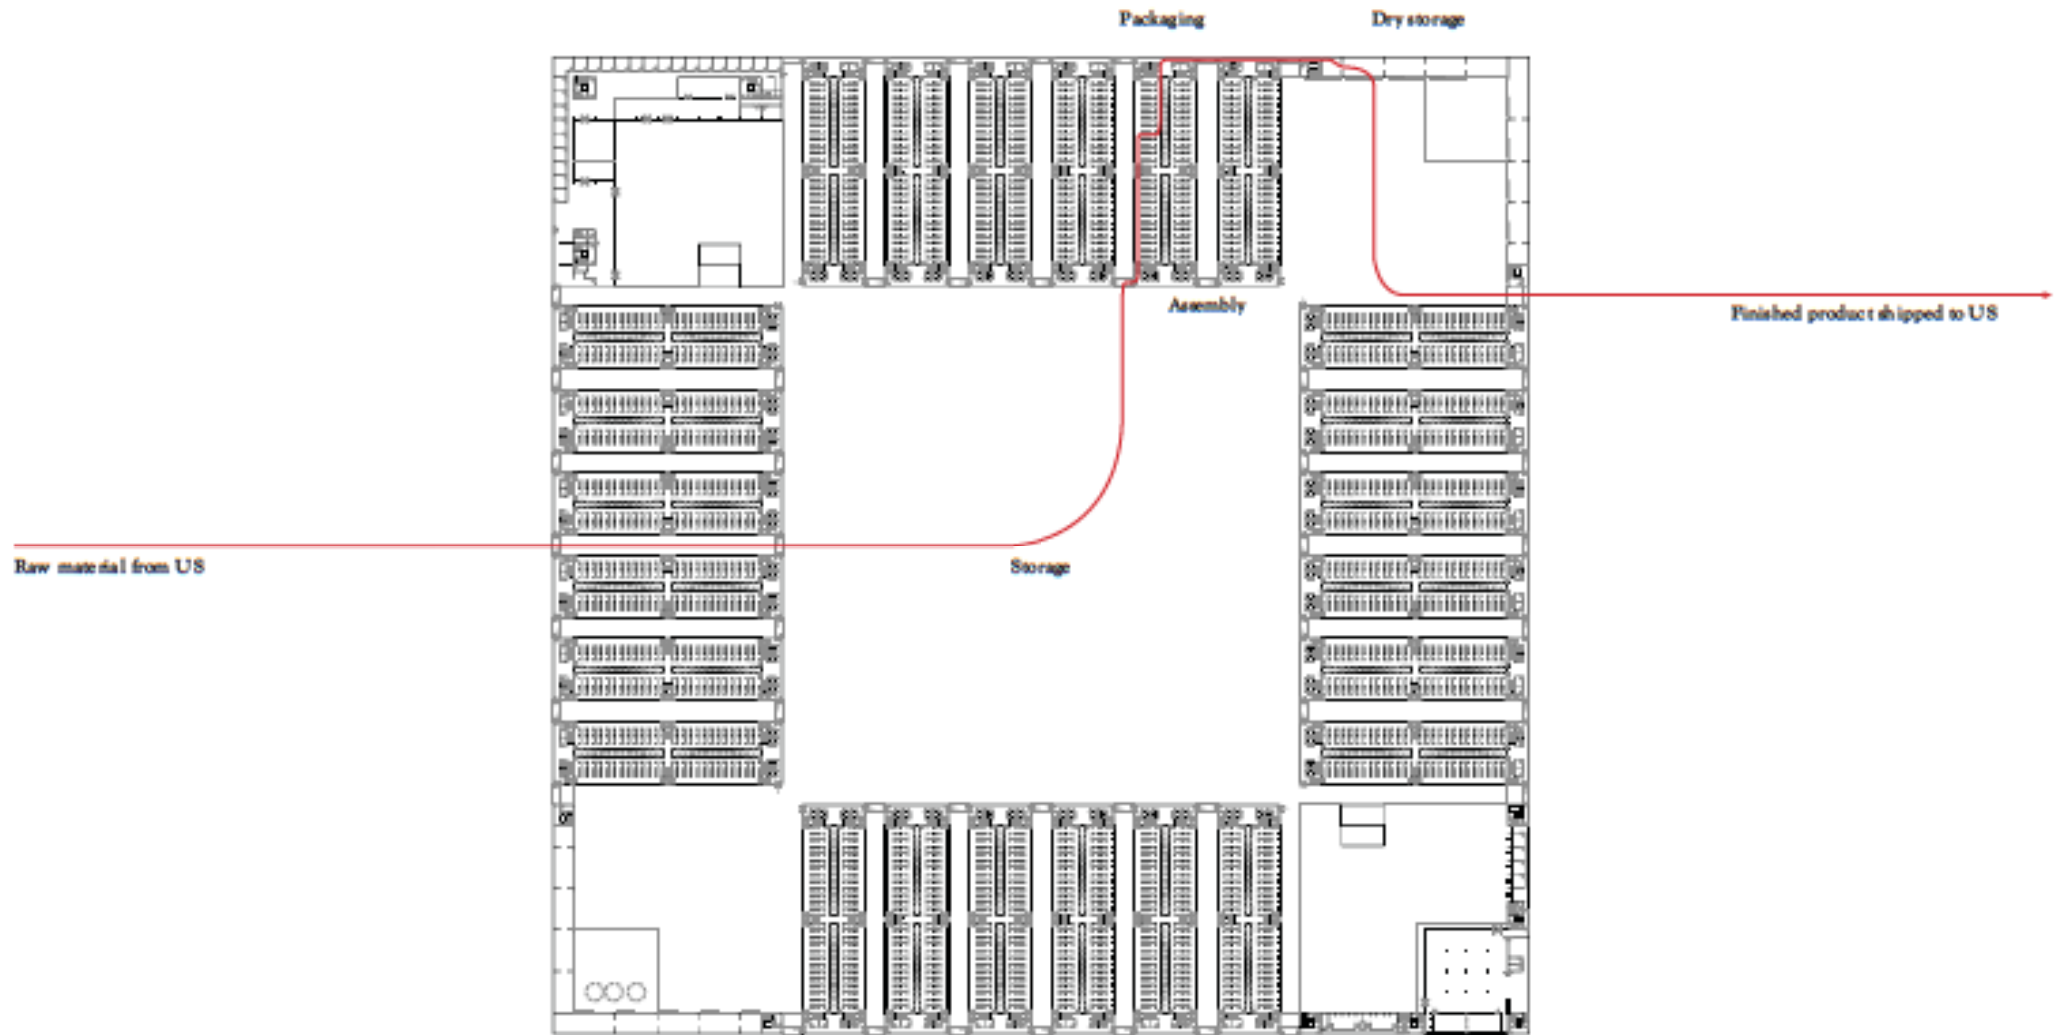 Packaging
Dry storage
Assembly
Finished product shipped to US
Raw material from US
Storage